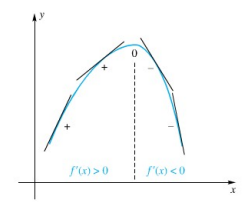 y
0
+ −
+ −
f′(x) > 0 f′(x) < 0
x